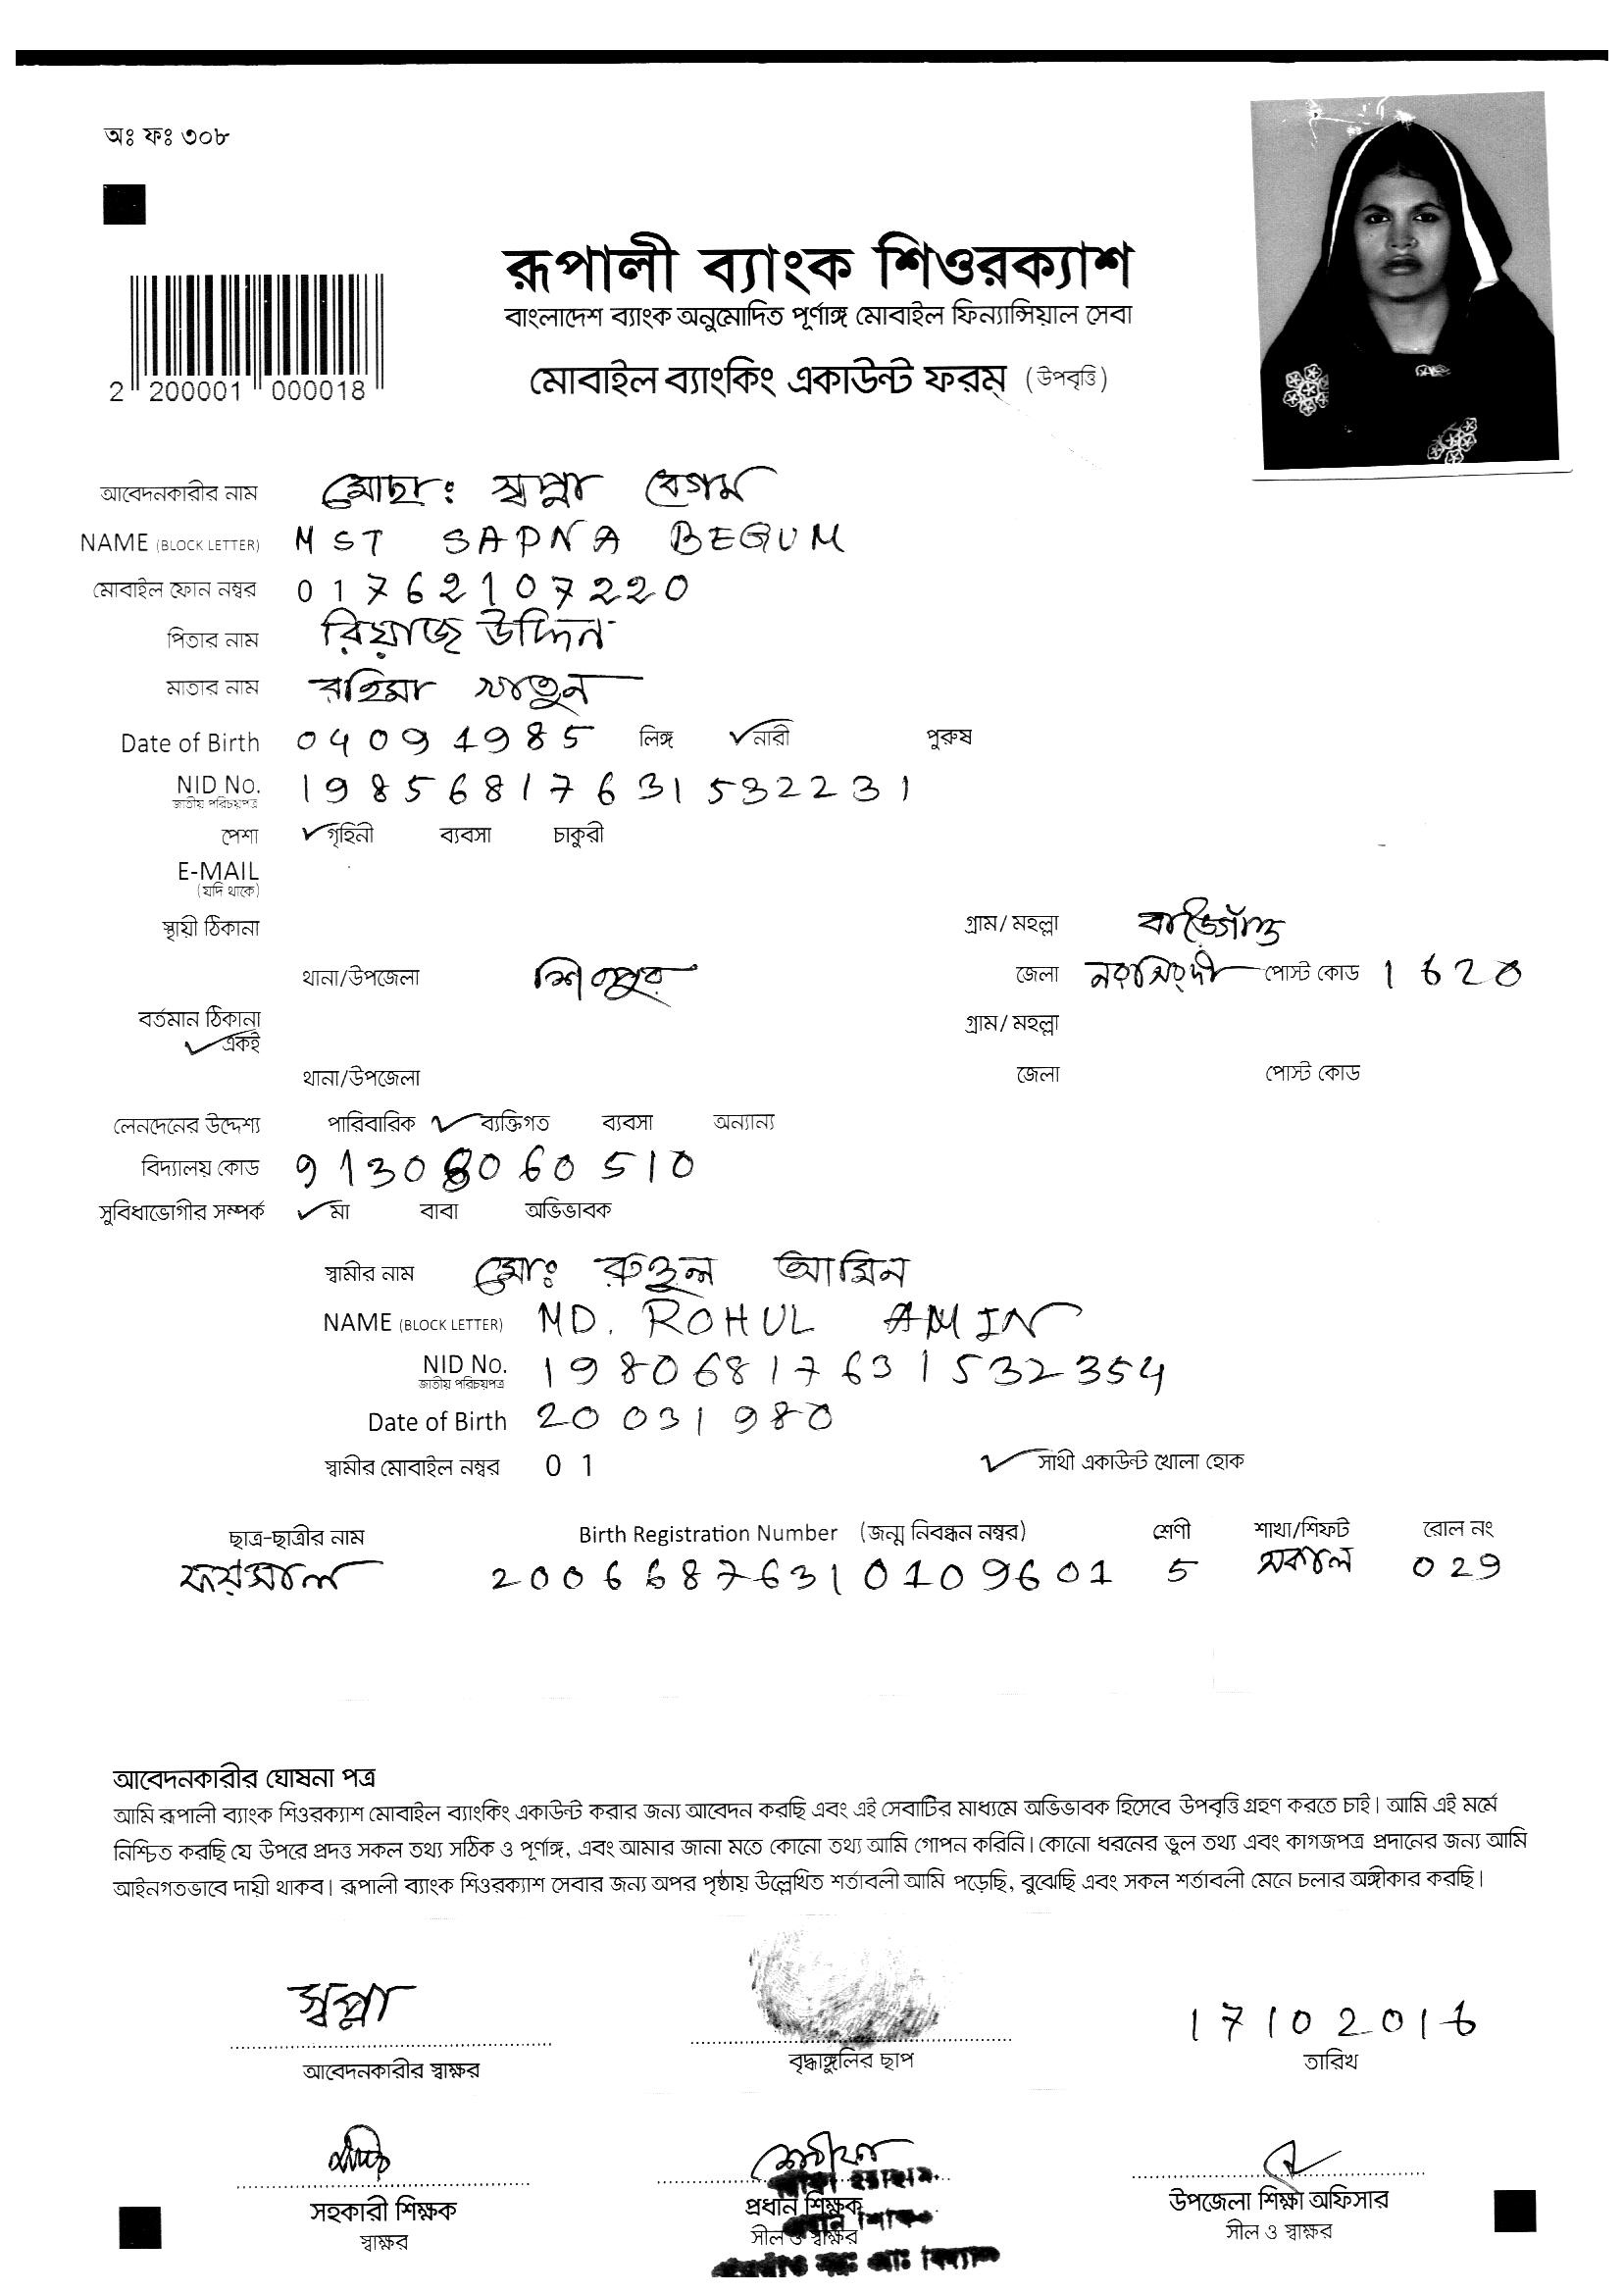 অঃ ফঃ ৩০৮
রূপালী ব্যাংক শিওরক্যাশ
বাংলাদেশ ব্যাংক অনুমোদিত পূর্ণাঙ্গ মোবাইল ফিন্যান্সিয়াল সেবা
মোবাইল ব্যাংকিং একাউন্ট ফরম্ (উপবৃত্তি)
2 200001 000018
আবেদনকারীর নাম মোছা: স্বপ্না বেগম
NAME (BLOCK LETTER) MST SAPNA BEGUM
মোবাইল ফোন নম্বর 01762107220
পিতার নাম রিয়াজ উদ্দিন
মাতার নাম রহিমা খাতুন
Date of Birth 04091985 লিঙ্গ নারী পুরুষ
NID No. 19856817631532231
জাতীয় পরিচয়পত্র
পেশা গৃহিনী ব্যবসা চাকুরী
E-MAIL
(যদি থাকে)
স্থায়ী ঠিকানা গ্রাম/ মহল্লা
থানা/উপজেলা শিবপুর জেলা নরসিংদী পোস্ট কোড 1620
বর্তমান ঠিকানা গ্রাম/ মহল্লা
একই
থানা/উপজেলা জেলা পোস্ট কোড
লেনদেনের উদ্দেশ্য পারিবারিক ব্যক্তিগত ব্যবসা অন্যান্য
বিদ্যালয় কোড 91308060510
সুবিধাভোগীর সম্পর্ক মা বাবা অভিভাবক
স্বামীর নাম মো: রুহুল আমিন
NAME (BLOCK LETTER) MD. ROHUL AMIN
NID No. 19806817631532354
জাতীয় পরিচয়পত্র
Date of Birth 20031980
স্বামীর মোবাইল নম্বর 01 সাথী একাউন্ট খোলা হোক
ছাত্র-ছাত্রীর নাম Birth Registration Number (জন্ম নিবন্ধন নম্বর) শ্রেণী শাখা/শিফট রোল নং
ফয়সাল 20066876310109601 5 সকাল 029
আবেদনকারীর ঘোষনা পত্র
আমি রূপালী ব্যাংক শিওরক্যাশ মোবাইল ব্যাংকিং একাউন্ট করার জন্য আবেদন করছি এবং এই সেবাটির মাধ্যমে অভিভাবক হিসেবে উপবৃত্তি গ্রহণ করতে চাই। আমি এই মর্মে
নিশ্চিত করছি যে উপরে প্রদত্ত সকল তথ্য সঠিক ও পূর্ণাঙ্গ, এবং আমার জানা মতে কোনো তথ্য আমি গোপন করিনি। কোনো ধরনের ভুল তথ্য এবং কাগজপত্র প্রদানের জন্য আমি
আইনগতভাবে দায়ী থাকব। রূপালী ব্যাংক শিওরক্যাশ সেবার জন্য অপর পৃষ্ঠায় উল্লেখিত শর্তাবলী আমি পড়েছি, বুঝেছি এবং সকল শর্তাবলী মেনে চলার অঙ্গীকার করছি।
স্বপ্না 17102016
আবেদনকারীর স্বাক্ষর বৃদ্ধাঙ্গুলির ছাপ তারিখ
সহকারী শিক্ষক প্রধান শিক্ষক উপজেলা শিক্ষা অফিসার
স্বাক্ষর সীল ও স্বাক্ষর সীল ও স্বাক্ষর
প্রধান শিক্ষক